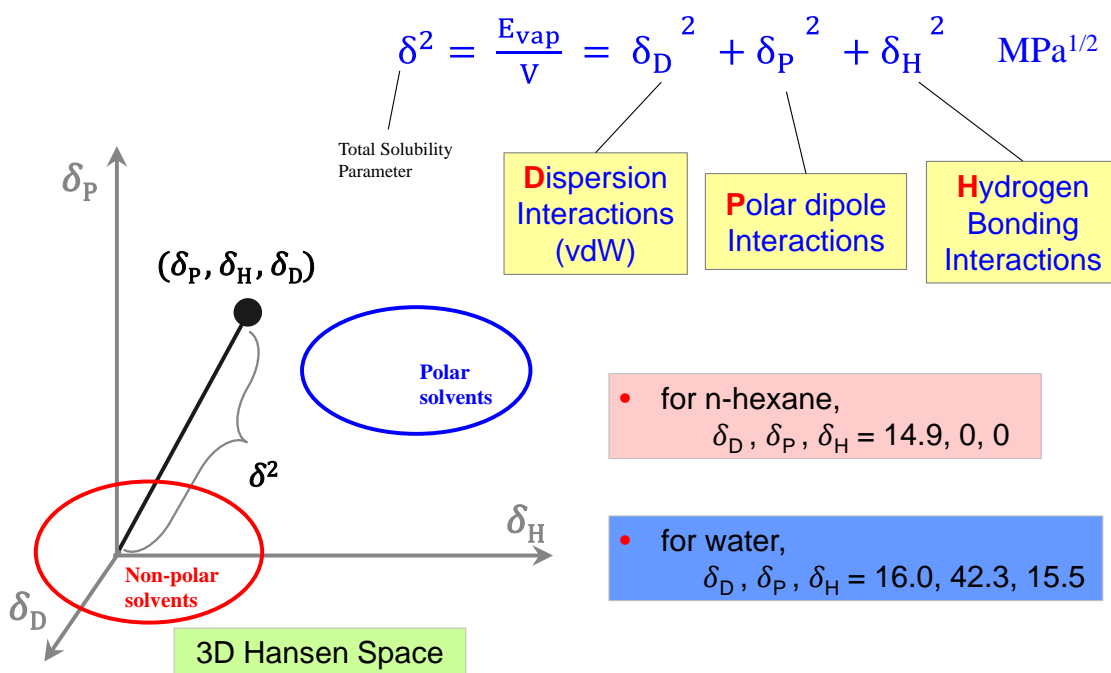 δ² = E_vap/V = δ_D² + δ_P² + δ_H² MPa^1/2
Total Solubility
Parameter
Dispersion
Interactions
(vdW)
Polar dipole
Interactions
Hydrogen
Bonding
Interactions
δ_P
(δ_P, δ_H, δ_D)
Polar
solvents
δ²
δ_H
Non-polar
solvents
δ_D
3D Hansen Space
• for n-hexane,
δ_D , δ_P , δ_H = 14.9, 0, 0
• for water,
δ_D , δ_P , δ_H = 16.0, 42.3, 15.5